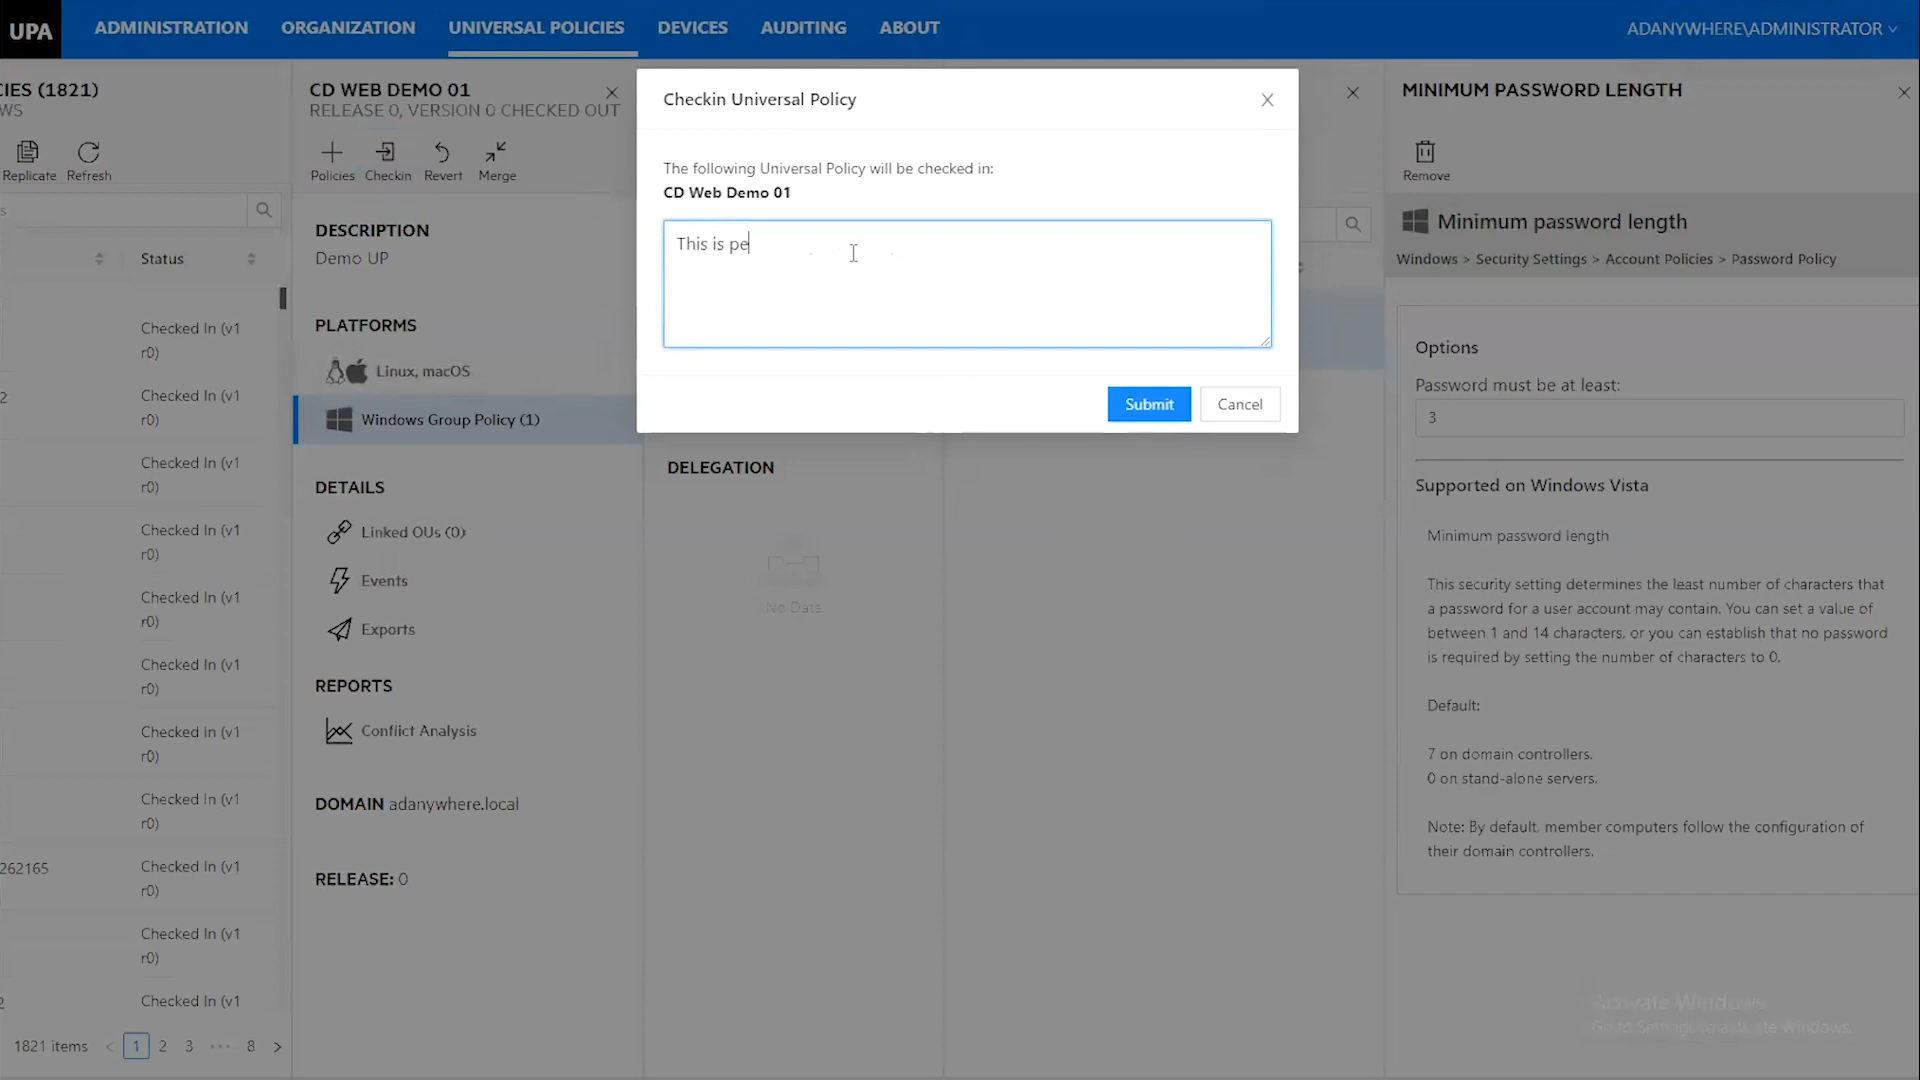 UPA
ADMINISTRATION
ORGANIZATION
UNIVERSAL POLICIES
DEVICES
AUDITING
ABOUT
ADANYWHERE\ADMINISTRATOR
CIES (1821)
WS
Replicate
Refresh
s
Status
Checked In (v1
r0)
2
Checked In (v1
r0)
Checked In (v1
r0)
Checked In (v1
r0)
Checked In (v1
r0)
Checked In (v1
r0)
Checked In (v1
r0)
Checked In (v1
r0)
262165
Checked In (v1
r0)
Checked In (v1
r0)
2
Checked In (v1
1821 items
<
1
2
3
•••
8
>
CD WEB DEMO 01
RELEASE 0, VERSION 0 CHECKED OUT
Policies
Checkin
Revert
Merge
DESCRIPTION
Demo UP
PLATFORMS
Linux, macOS
Windows Group Policy (1)
DETAILS
Linked OUs (0)
Events
Exports
REPORTS
Conflict Analysis
DOMAIN adanywhere.local
RELEASE: 0
Checkin Universal Policy
The following Universal Policy will be checked in:
CD Web Demo 01
This is pe
Submit
Cancel
DELEGATION
No Data
MINIMUM PASSWORD LENGTH
Remove
Minimum password length
Windows > Security Settings > Account Policies > Password Policy
Options
Password must be at least:
3
Supported on Windows Vista
Minimum password length
This security setting determines the least number of characters that
a password for a user account may contain. You can set a value of
between 1 and 14 characters, or you can establish that no password
is required by setting the number of characters to 0.
Default:
7 on domain controllers.
0 on stand-alone servers.
Note: By default, member computers follow the configuration of
their domain controllers.
Activate Windows
Go to Settings to activate Windows.